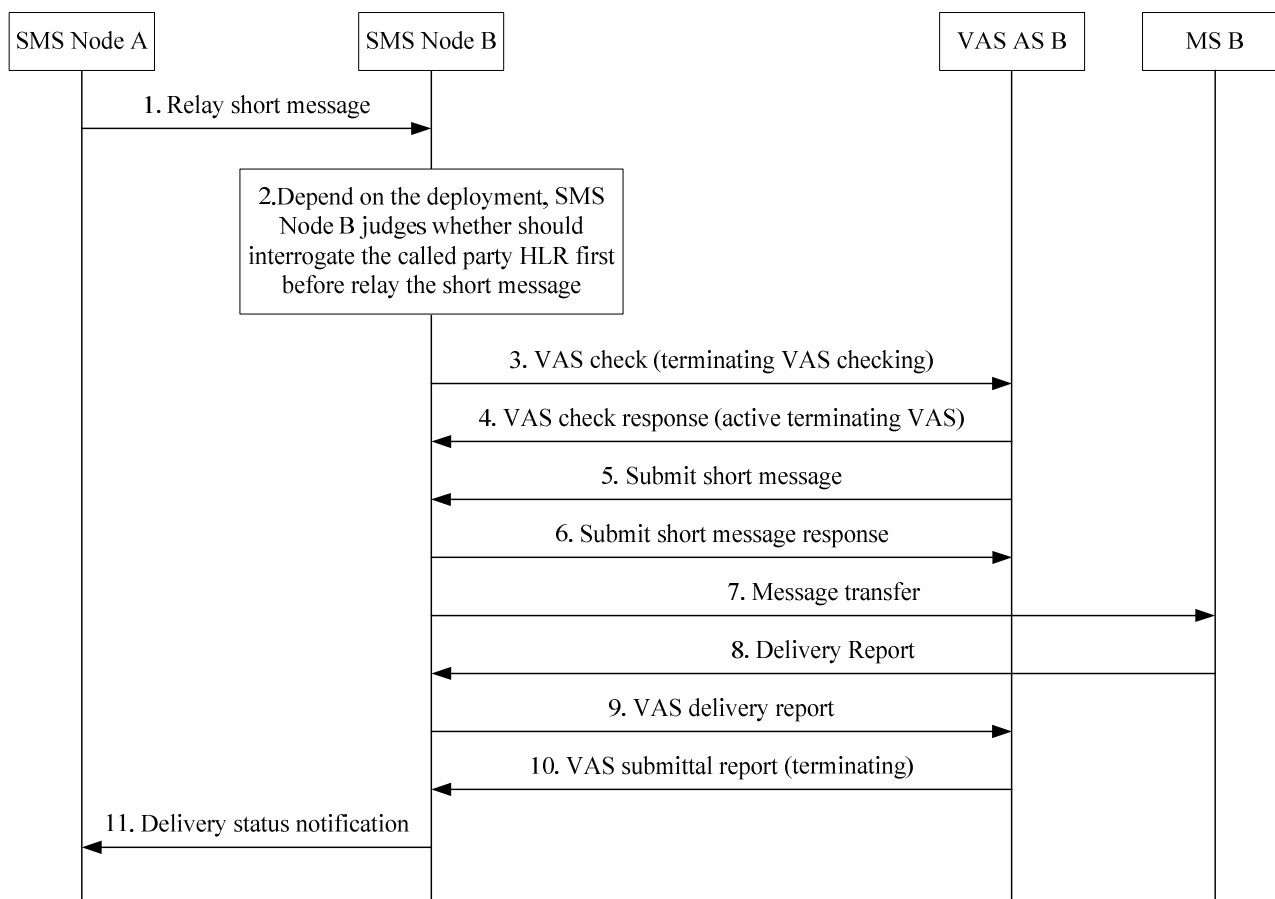 SMS Node A
SMS Node B
VAS AS B
MS B
1. Relay short message
2.Depend on the deployment, SMS
Node B judges whether should
interrogate the called party HLR first
before relay the short message
3. VAS check (terminating VAS checking)
4. VAS check response (active terminating VAS)
5. Submit short message
6. Submit short message response
7. Message transfer
8. Delivery Report
9. VAS delivery report
10. VAS submittal report (terminating)
11. Delivery status notification